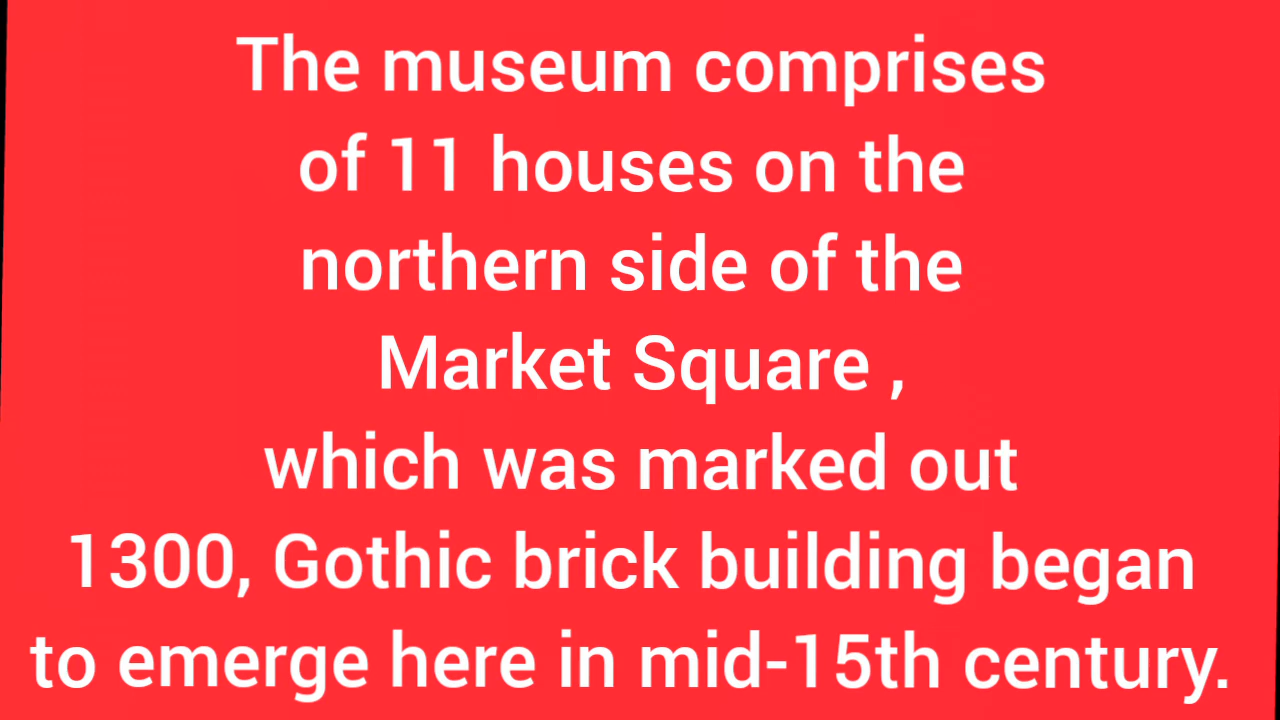 The museum comprises
of 11 houses on the
northern side of the
Market Square ,
which was marked out
1300, Gothic brick building began
to emerge here in mid-15th century.